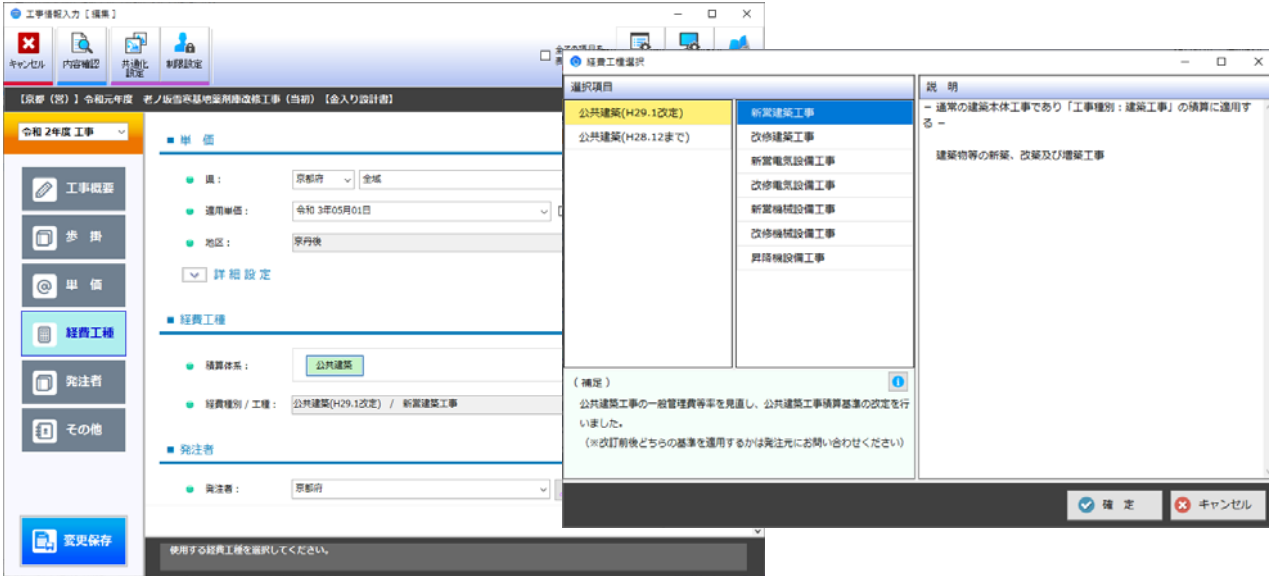 工事情報入力 [ 編集 ]
キャンセル
内容確認
共通化
設定
制限設定
【京都（営）】令和元年度 老ノ坂雪寒基地薬剤庫改修工事（当初）【金入り設計書】
令和 2年度 工事
工事概要
歩 掛
単 価
経費工種
発注者
その他
変更保存
■ 単 価
県：
京都府
全域
適用単価：
令和 3年05月01日
地区：
京丹後
詳 細 設 定
■ 経費工種
積算体系：
公共建築
経費種別 / 工種：
公共建築(H29.1改定) / 新営建築工事
■ 発注者
発注者：
京都府
使用する経費工種を選択してください。
経費工種選択
選択項目
公共建築(H29.1改定)
公共建築(H28.12まで)
新営建築工事
改修建築工事
新営電気設備工事
改修電気設備工事
新営機械設備工事
改修機械設備工事
昇降機設備工事
（ 補足 ）
公共建築工事の一般管理費等率を見直し、公共建築工事積算基準の改定を行
いました。
（※改訂前後どちらの基準を適用するかは発注元にお問い合わせください）
説 明
− 通常の建築本体工事であり「工事種別：建築工事」の積算に適用す
る −
建築物等の新築、改築及び増築工事
確 定
キャンセル